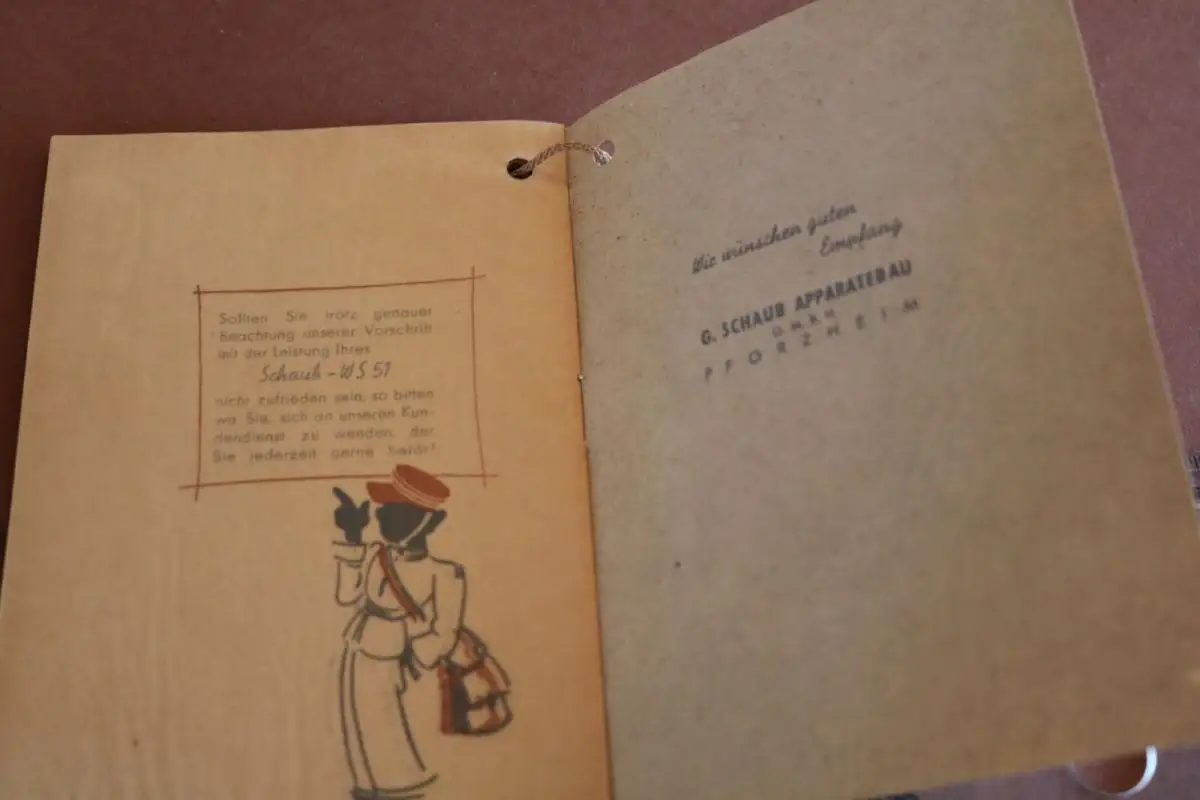 Sollten Sie trotz genauer
Beachtung unserer Vorschrift
mit der Leistung Ihres
Schaub-WS 51
nicht zufrieden sein, so bitten
wir Sie, sich an unseren Kun-
dendienst zu wenden, der
Sie jederzeit gerne berät!
Wir wünschen guten
Empfang
G. SCHAUB APPARATEBAU
G.M.B.H
PFORZHEIM